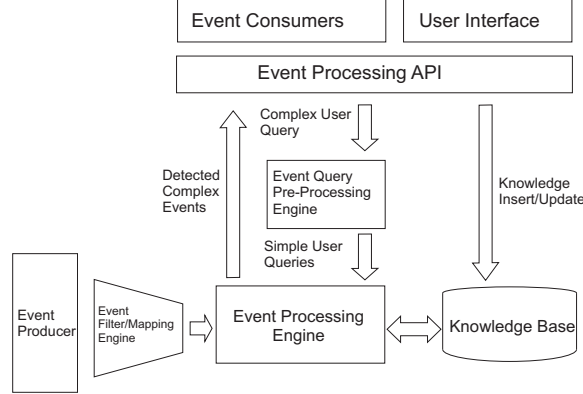 Event Consumers
User Interface
Event Processing API
Complex User
Query
Detected
Complex
Events
Event Query
Pre-Processing
Engine
Knowledge
Insert/Update
Simple User
Queries
Event
Producer
Event
Filter/Mapping
Engine
Event Processing
Engine
Knowledge Base